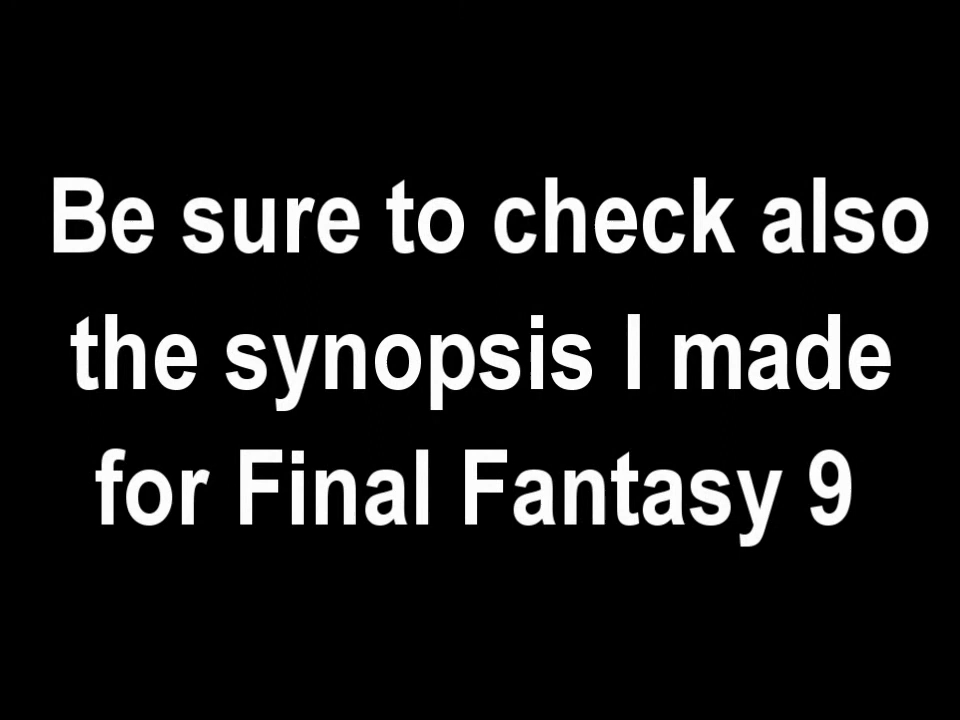 Be sure to check also
the synopsis I made
for Final Fantasy 9